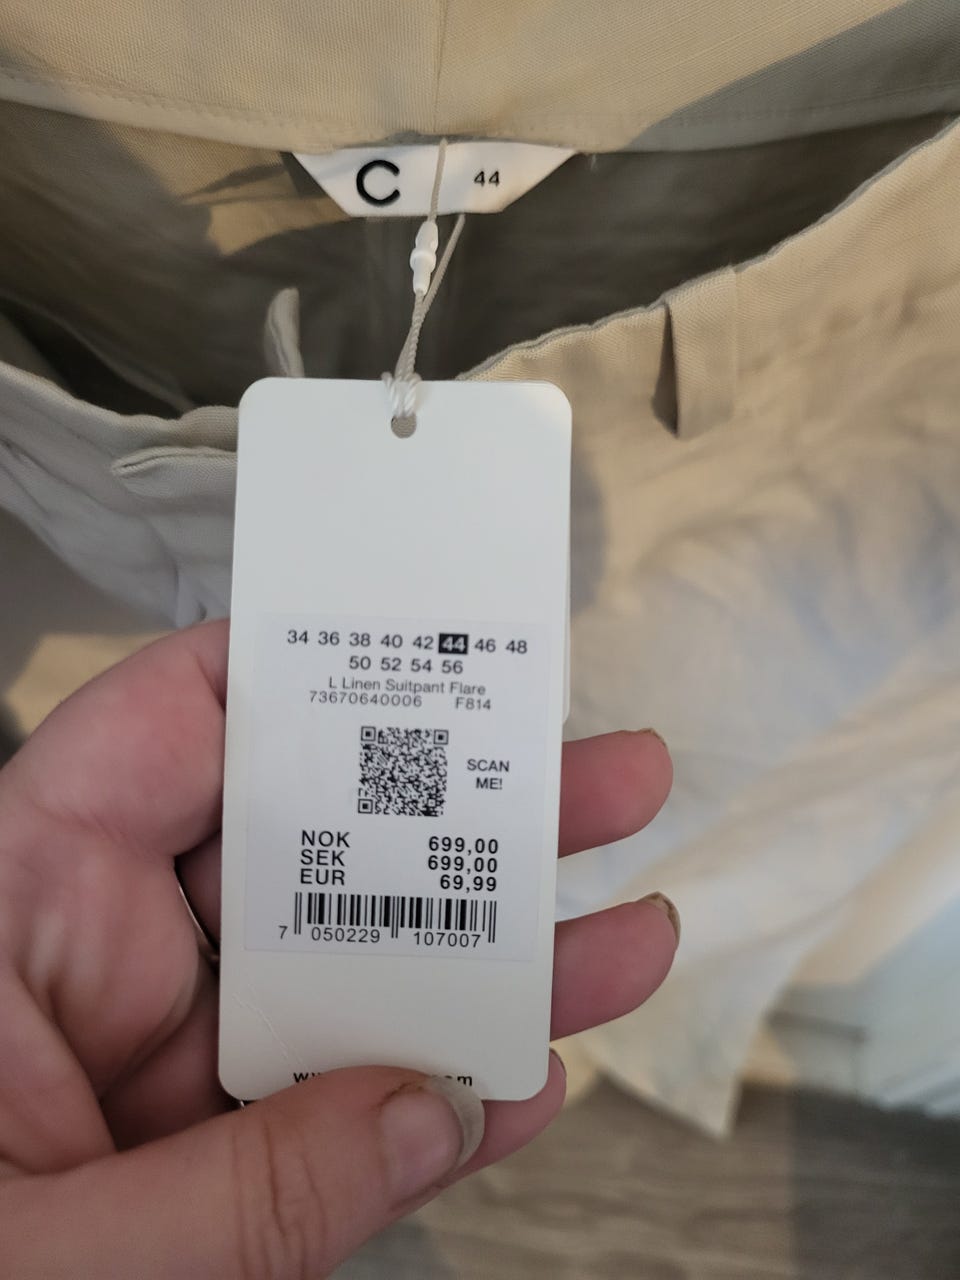 C 44
34 36 38 40 42 44 46 48
50 52 54 56
L Linen Suitpant Flare
73670640006 F814
SCAN
ME!
NOK 699,00
SEK 699,00
EUR 69,99
7 050229 107007